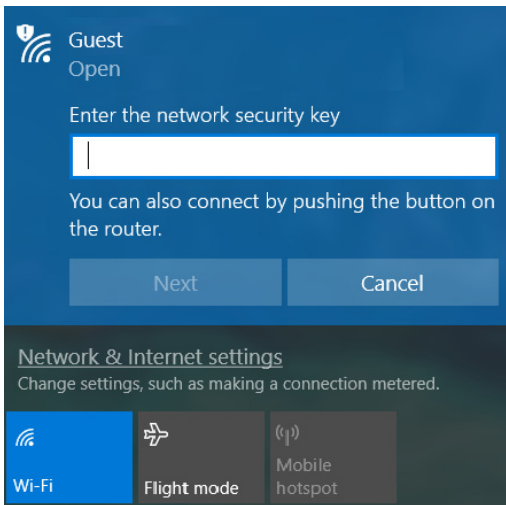 Guest
Open
Enter the network security key
You can also connect by pushing the button on
the router.
Next
Cancel
Network & Internet settings
Change settings, such as making a connection metered.
Wi-Fi
Flight mode
Mobile
hotspot